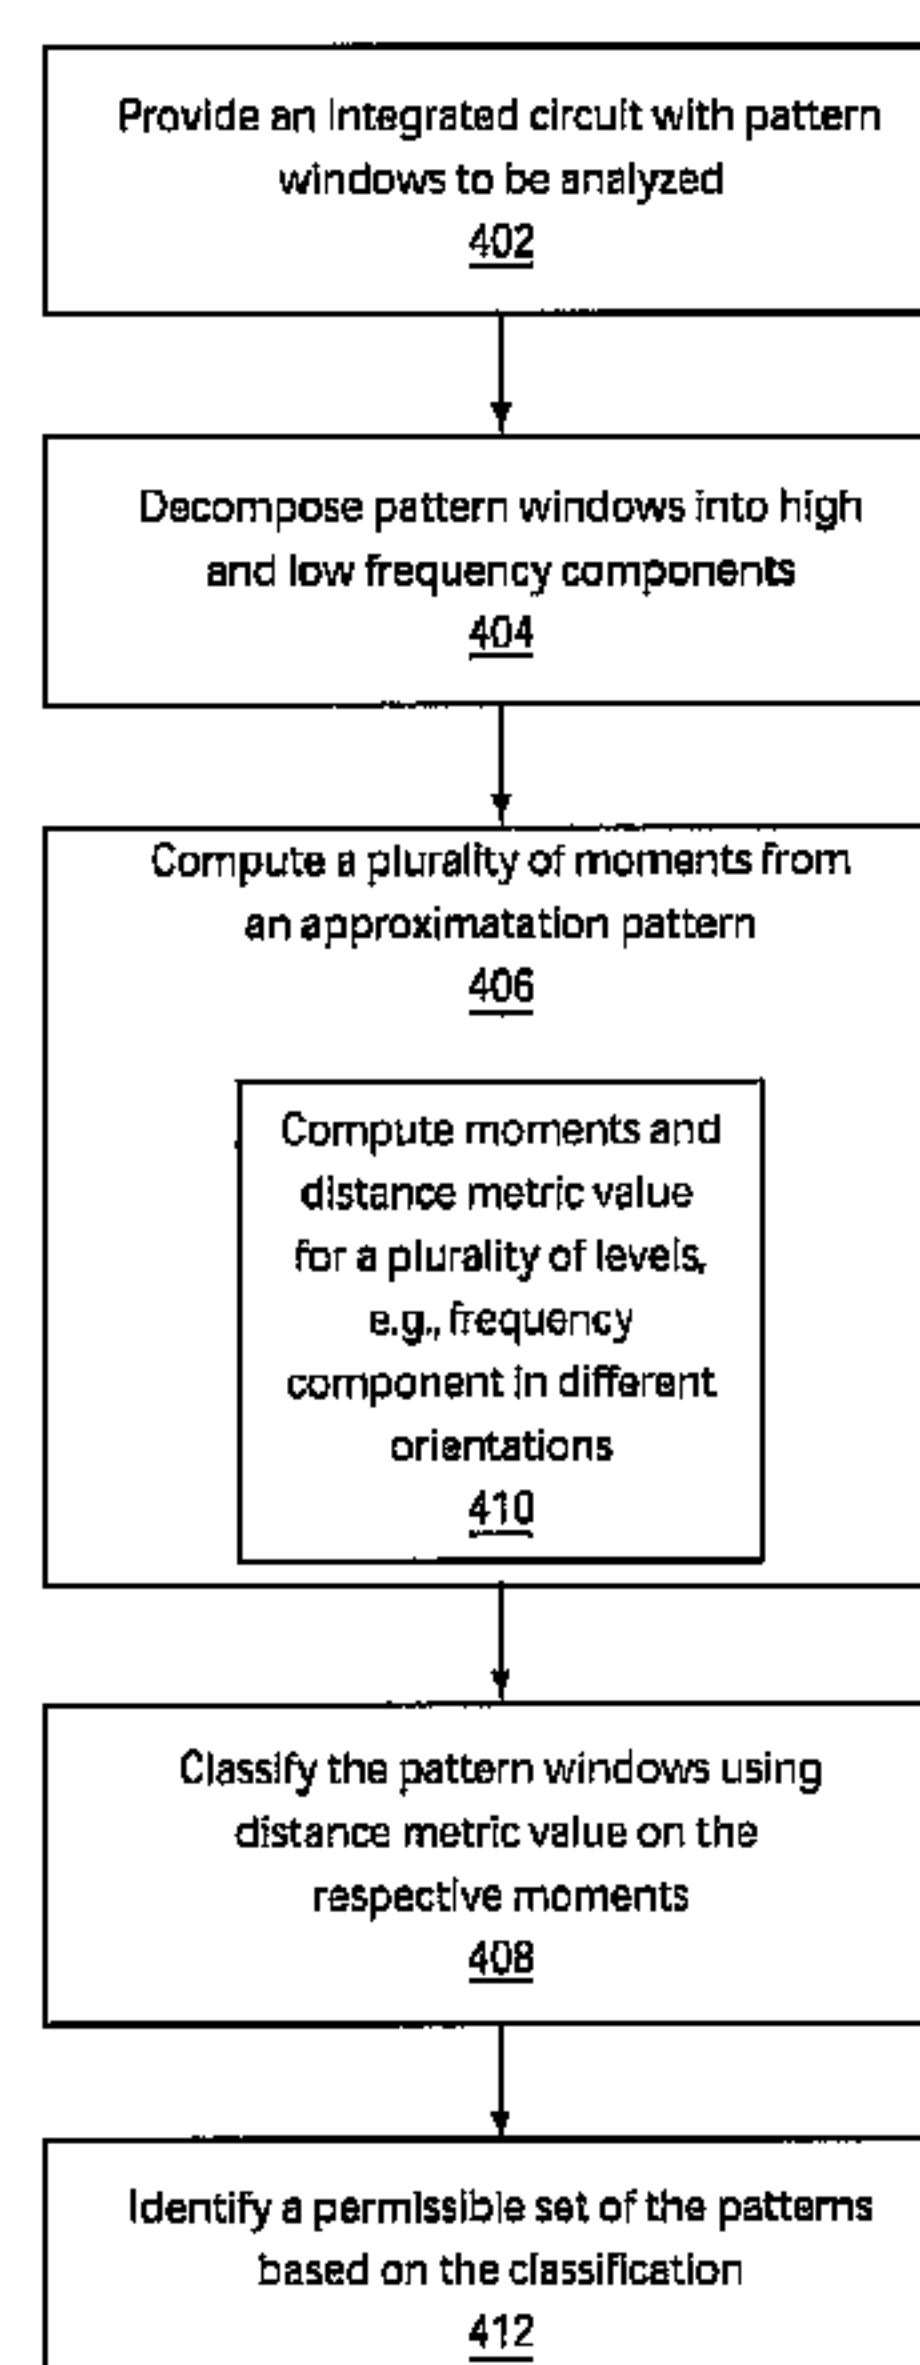 Provide an integrated circuit with pattern
windows to be analyzed
402
Decompose pattern windows into high
and low frequency components
404
Compute a plurality of moments from
an approximatation pattern
406
Compute moments and
distance metric value
for a plurality of levels,
e.g., frequency
component in different
orientations
410
Classify the pattern windows using
distance metric value on the
respective moments
408
Identify a permissible set of the patterns
based on the classification
412